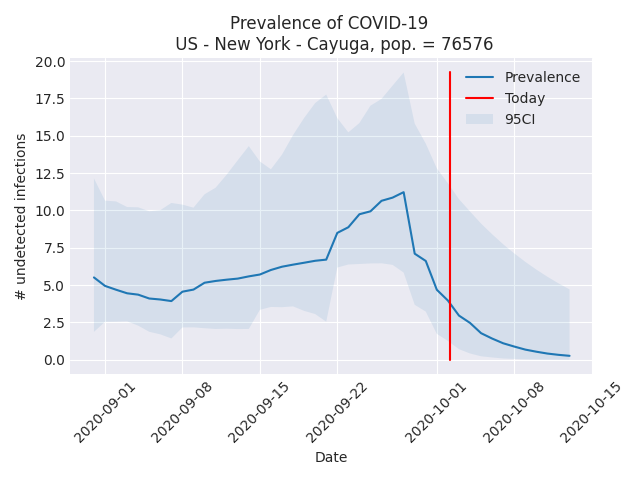 Prevalence of COVID-19
US - New York - Cayuga, pop. = 76576
20.0
17.5
15.0
12.5
10.0
7.5
5.0
2.5
0.0
# undetected infections
Prevalence
Today
95CI
2020-09-01
2020-09-08
2020-09-15
2020-09-22
2020-10-01
2020-10-08
2020-10-15
Date